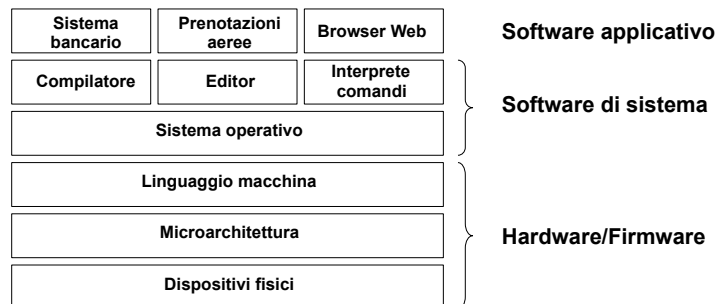 Sistema
bancario
Prenotazioni
aeree
Browser Web
Software applicativo
Compilatore
Editor
Interprete
comandi
Software di sistema
Sistema operativo
Linguaggio macchina
Microarchitettura
Hardware/Firmware
Dispositivi fisici